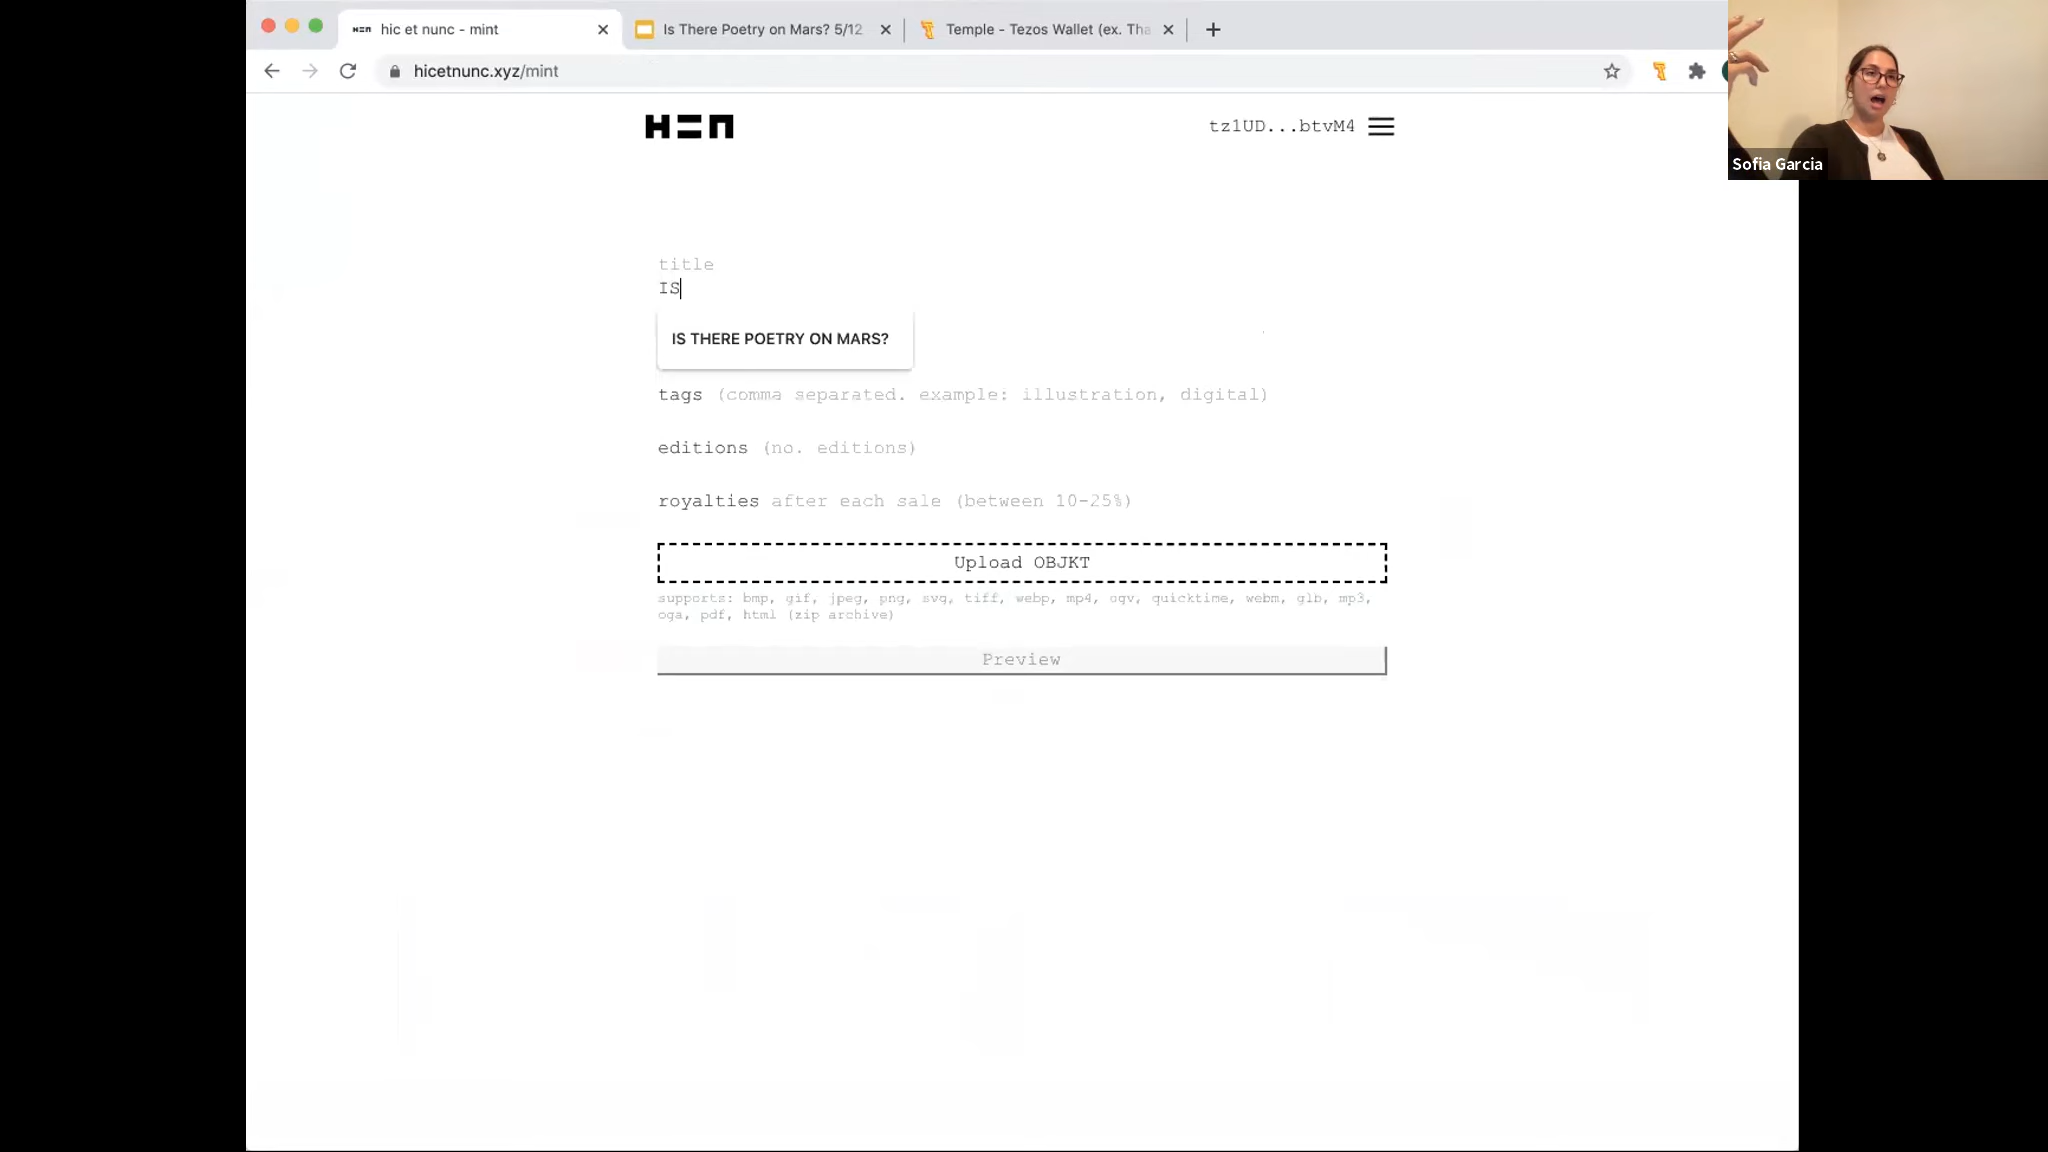 hic et nunc - mint
Is There Poetry on Mars? 5/12
Temple - Tezos Wallet (ex. Tha
hicetnunc.xyz/mint
Sofia Garcia
tz1UD...btvM4
title
IS
IS THERE POETRY ON MARS?
tags (comma separated. example: illustration, digital)
editions (no. editions)
royalties after each sale (between 10-25%)
Upload OBJKT
supports: bmp, gif, jpeg, png, svg, tiff, webp, mp4, ogv, quicktime, webm, glb, mp3,
oga, pdf, html (zip archive)
Preview